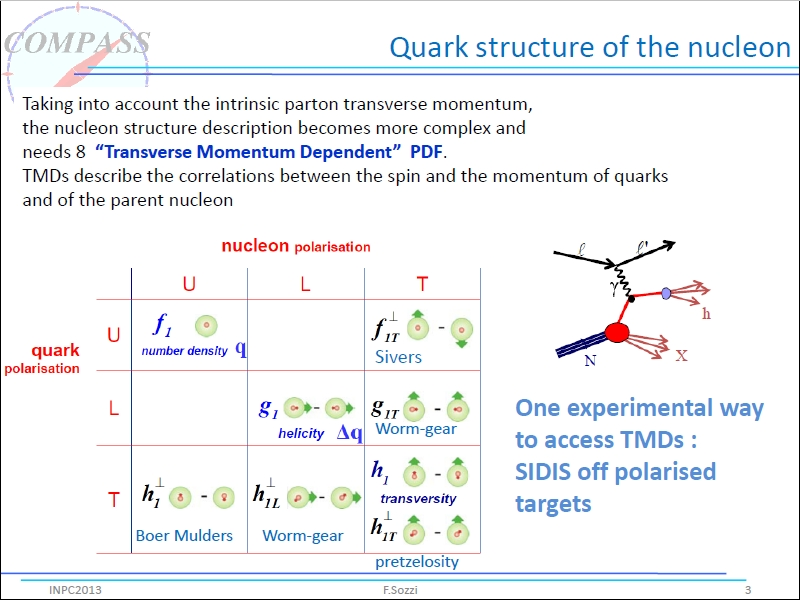 COMPASS
Quark structure of the nucleon
Taking into account the intrinsic parton transverse momentum,
the nucleon structure description becomes more complex and
needs 8 “Transverse Momentum Dependent” PDF.
TMDs describe the correlations between the spin and the momentum of quarks
and of the parent nucleon
nucleon polarisation
U L T
quark
polarisation
U
f1
number density q
f⊥1T -
Sivers
L
g1 -
helicity Δq
g1T -
Worm-gear
T
h⊥1 -
Boer Mulders
h⊥1L -
Worm-gear
h1 -
transversity
h⊥1T -
pretzelosity
ℓ ℓ'
γ
h
N X
One experimental way
to access TMDs :
SIDIS off polarised
targets
INPC2013 F.Sozzi 3